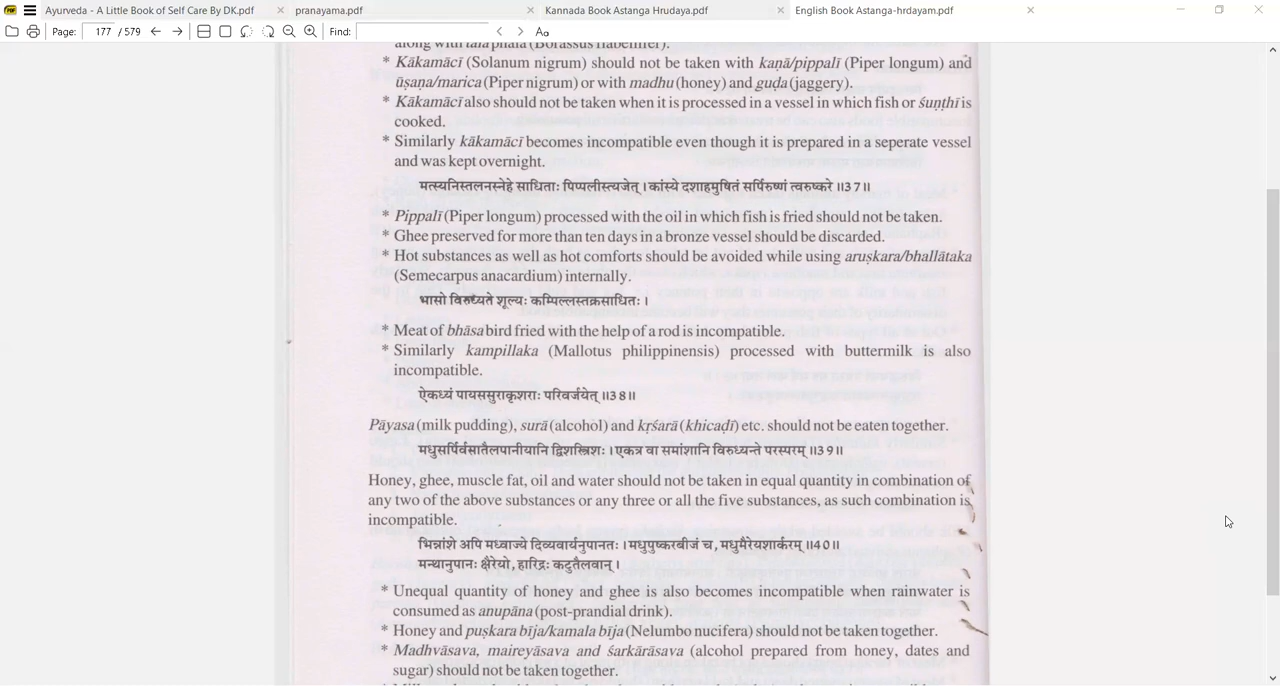 Ayurveda - A Little Book of Self Care By DK.pdf
pranayama.pdf
Kannada Book Astanga Hrudaya.pdf
English Book Astanga-hrdayam.pdf
Page: 177 / 579
Find:
along with tāla phala (Borassus flabellifer).
* Kākamācī (Solanum nigrum) should not be taken with kaṇā/pippalī (Piper longum) and
ūṣaṇa/marica (Piper nigrum) or with madhu (honey) and guḍa (jaggery).
* Kākamācī also should not be taken when it is processed in a vessel in which fish or śuṇṭhī is
cooked.
* Similarly kākamācī becomes incompatible even though it is prepared in a seperate vessel
and was kept overnight.
मत्स्यनिस्तलनस्नेहे साधिताः पिप्पलीस्त्यजेत् । कांस्ये दशाहमुषितं सर्पिरुष्णं त्वरुष्करे ॥37॥
* Pippalī (Piper longum) processed with the oil in which fish is fried should not be taken.
* Ghee preserved for more than ten days in a bronze vessel should be discarded.
* Hot substances as well as hot comforts should be avoided while using aruṣkara/bhallātaka
(Semecarpus anacardium) internally.
भासो विरुध्यते शूल्यः कम्पिल्लस्तक्रसाधितः ।
* Meat of bhāsa bird fried with the help of a rod is incompatible.
* Similarly kampillaka (Mallotus philippinensis) processed with buttermilk is also
incompatible.
ऐकध्यं पायससुराकृशराः परिवर्जयेत् ॥38॥
Pāyasa (milk pudding), surā (alcohol) and kṛśarā (khicaḍī) etc. should not be eaten together.
मधुसर्पिर्वसातैलपानीयानि द्विशस्त्रिशः । एकत्र वा समांशानि विरुध्यन्ते परस्परम् ॥39॥
Honey, ghee, muscle fat, oil and water should not be taken in equal quantity in combination of
any two of the above substances or any three or all the five substances, as such combination is
incompatible.
भिन्नांशे अपि मध्वाज्ये दिव्यवार्यनुपानतः । मधुपुष्करबीजं च, मधुमैरेयशार्करम् ॥40॥
मन्थानुपानः क्षैरेयो, हारिद्रः कटुतैलवान् ।
* Unequal quantity of honey and ghee is also becomes incompatible when rainwater is
consumed as anupāna (post-prandial drink).
* Honey and puṣkara bīja/kamala bīja (Nelumbo nucifera) should not be taken together.
* Madhvāsava, maireyāsava and śarkārāsava (alcohol prepared from honey, dates and
sugar) should not be taken together.